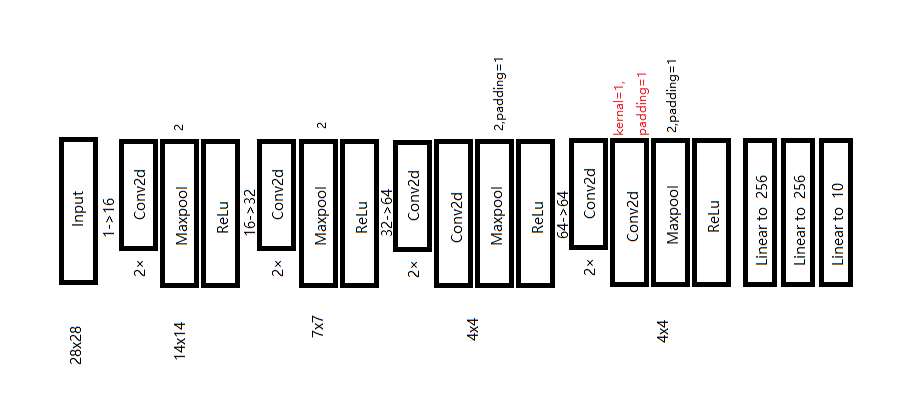 Input
28x28
1->16
Conv2d
2×
2
Maxpool
14x14
ReLu
16->32
Conv2d
2×
2
Maxpool
7x7
ReLu
32->64
Conv2d
2×
Conv2d
4x4
2,padding=1
Maxpool
ReLu
64->64
Conv2d
2×
kernal=1,
padding=1
Conv2d
2,padding=1
Maxpool
4x4
ReLu
Linear to 256
Linear to 256
Linear to 10